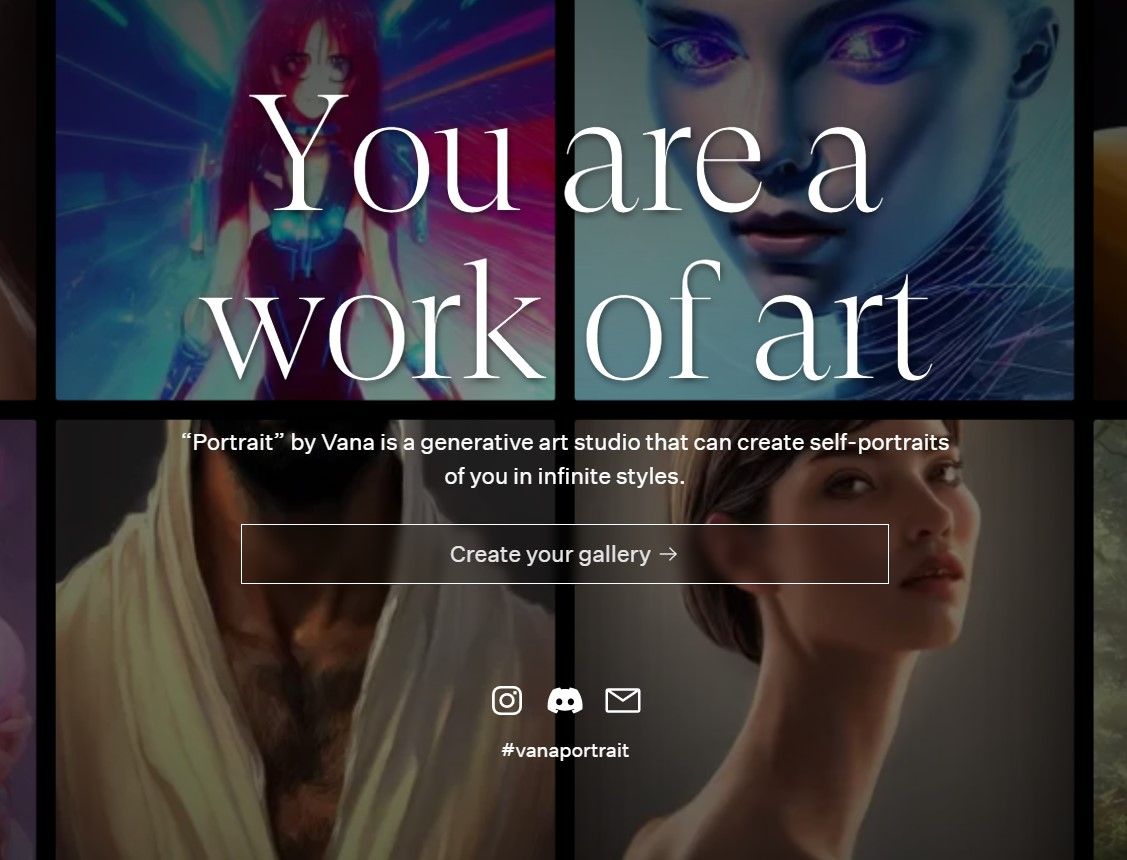 You are a
work of art
“Portrait” by Vana is a generative art studio that can create self-portraits
of you in infinite styles.
Create your gallery →
#vanaportrait